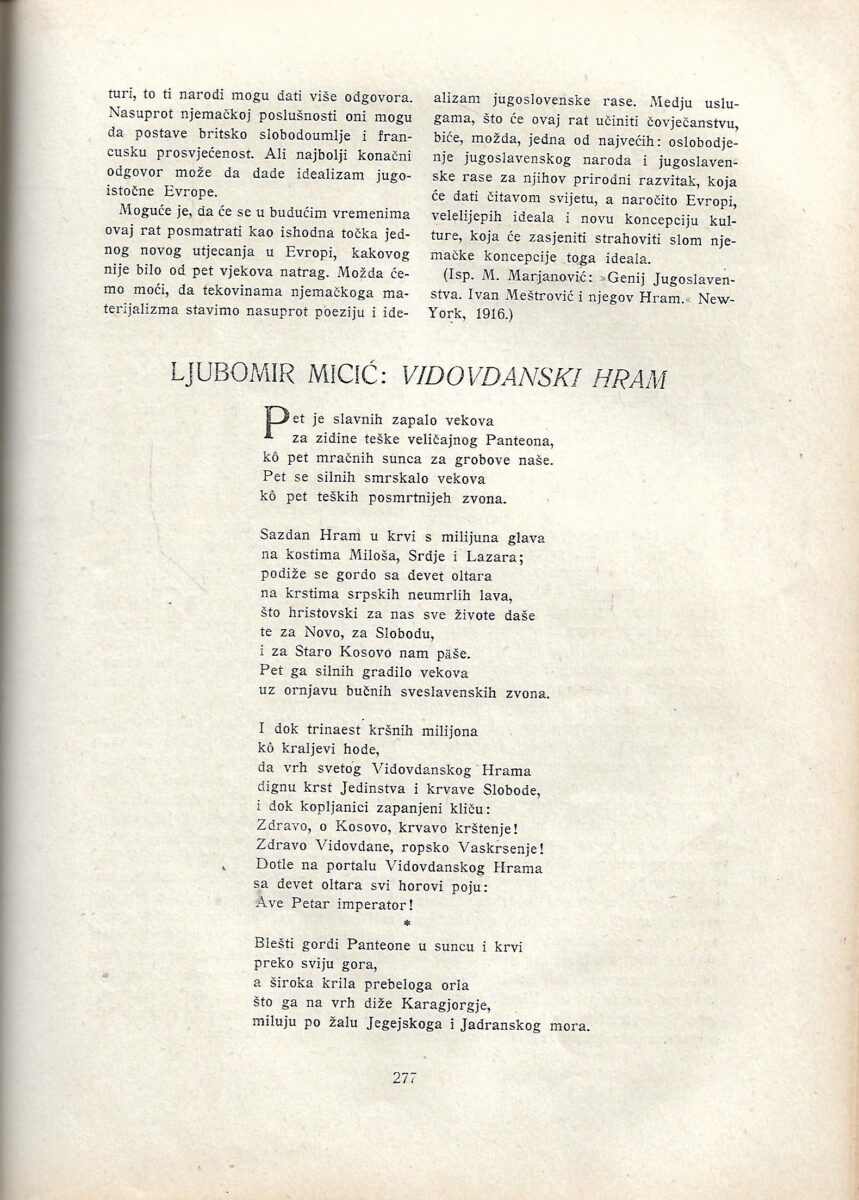 turi, to ti narodi mogu dati više odgovora.
Nasuprot njemačkoj poslušnosti oni mogu
da postave britsko slobodoumlje i fran-
cusku prosvjećenost. Ali najbolji konačni
odgovor može da dade idealizam jugo-
istočne Evrope.
Moguće je, da će se u budućim vremenima
ovaj rat posmatrati kao ishodna točka jed-
nog novog utjecanja u Evropi, kakovog
nije bilo od pet vjekova natrag. Možda će-
mo moći, da tekovinama njemačkoga ma-
terijalizma stavimo nasuprot poeziju i ide-
alizam jugoslovenske rase. Medju uslu-
gama, što će ovaj rat učiniti čovječanstvu,
biće, možda, jedna od najvećih: oslobodje-
nje jugoslavenskog naroda i jugoslaven-
ske rase za njihov prirodni razvitak, koja
će dati čitavom svijetu, a naročito Evropi,
velelijepih ideala i novu koncepciju kul-
ture, koja će zasjeniti strahoviti slom nje-
mačke koncepcije toga ideala.
(Isp. M. Marjanović: »Genij Jugoslaven-
stva. Ivan Meštrović i njegov Hram.« New-
York, 1916.)
LJUBOMIR MICIĆ: VIDOVDANSKI HRAM
Pet je slavnih zapalo vekova
za zidine teške veličajnog Panteona,
kô pet mračnih sunca za grobove naše.
Pet se silnih smrskalo vekova
kô pet teških posmrtnijeh zvona.
Sazdan Hram u krvi s milijuna glava
na kostima Miloša, Srdje i Lazara;
podiže se gordo sa devet oltara
na krstima srpskih neumrlih lava,
što hristovski za nas sve živote daše
te za Novo, za Slobodu,
i za Staro Kosovo nam päše.
Pet ga silnih gradilo vekova
uz ornjavu bučnih sveslavenskih zvona.
I dok trinaest kršnih milijona
kô kraljevi hode,
da vrh svetog Vidovdanskog Hrama
dignu krst Jedinstva i krvave Slobode,
i dok kopljanici zapanjeni kliču:
Zdravo, o Kosovo, krvavo krštenje!
Zdravo Vidovdane, ropsko Vaskrsenje!
Dotle na portalu Vidovdanskog Hrama
sa devet oltara svi horovi poju:
Ave Petar imperator!
*
Blešti gordi Panteone u suncu i krvi
preko sviju gora,
a široka krila prebeloga orla
što ga na vrh diže Karagjorgje,
miluju po žalu Jegejskoga i Jadranskog mora.
277